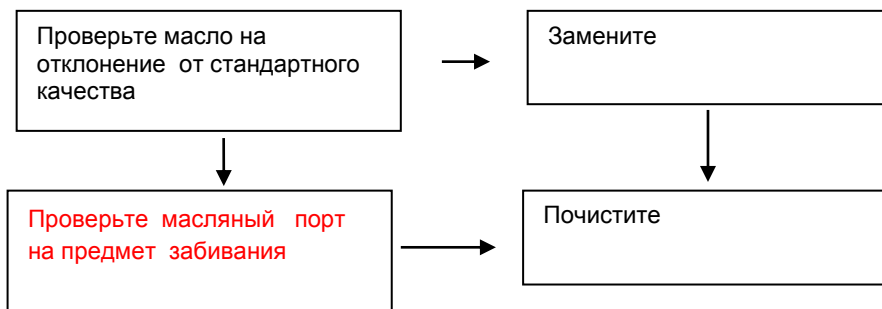 Проверьте масло на
отклонение от стандартного
качества
Замените
Проверьте масляный порт
на предмет забивания
Почистите